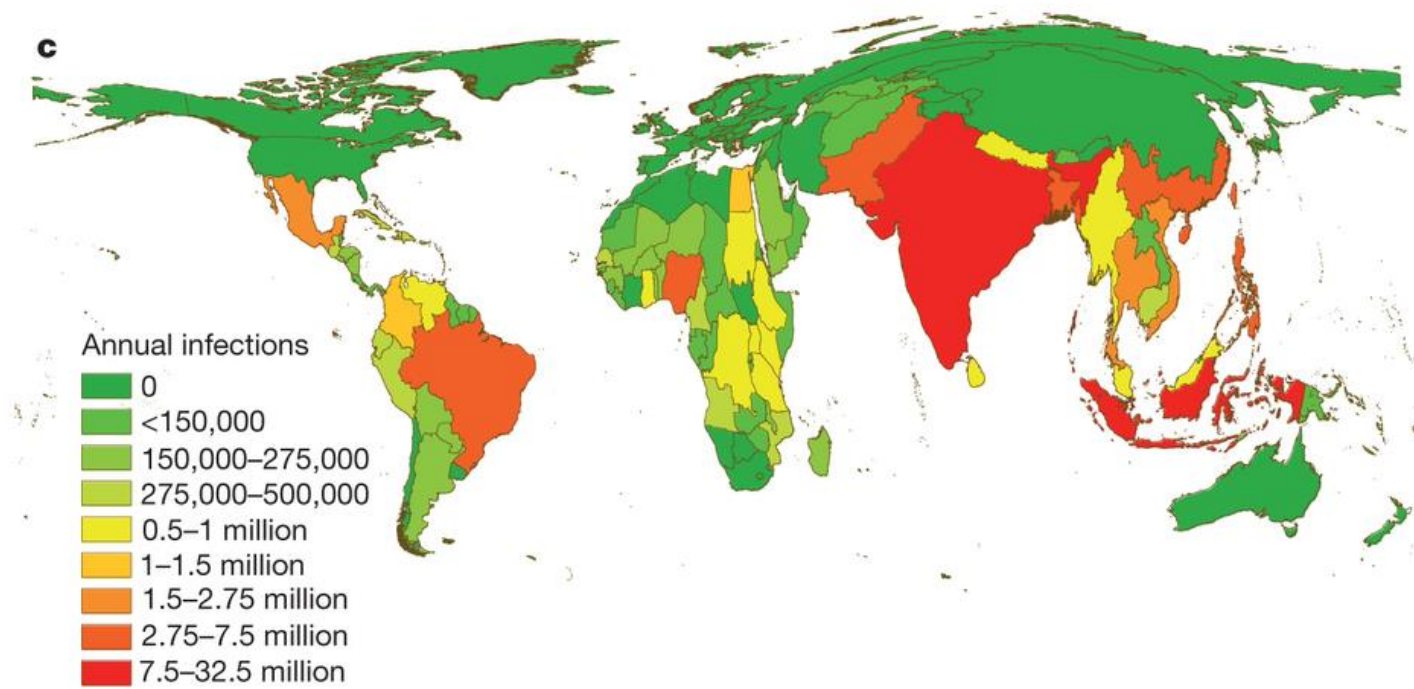 c
Annual infections
0
<150,000
150,000–275,000
275,000–500,000
0.5–1 million
1–1.5 million
1.5–2.75 million
2.75–7.5 million
7.5–32.5 million